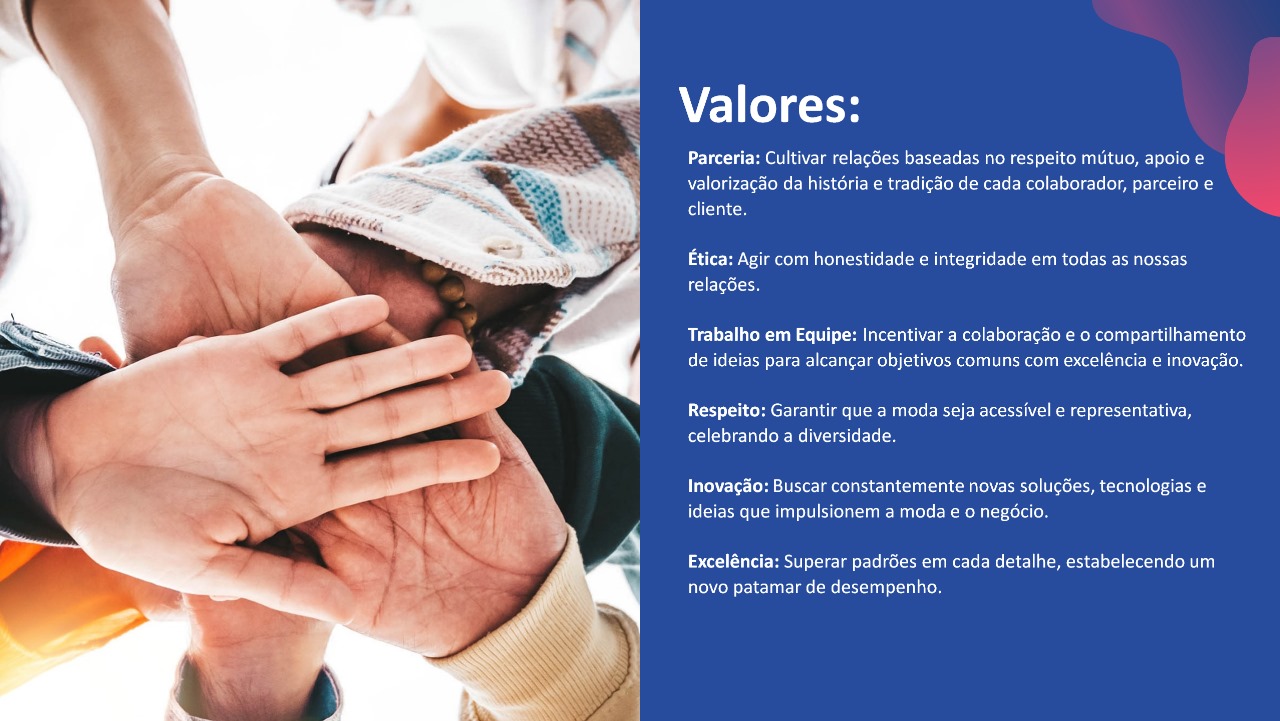 Valores:
Parceria: Cultivar relações baseadas no respeito mútuo, apoio e
valorização da história e tradição de cada colaborador, parceiro e
cliente.
Ética: Agir com honestidade e integridade em todas as nossas
relações.
Trabalho em Equipe: Incentivar a colaboração e o compartilhamento
de ideias para alcançar objetivos comuns com excelência e inovação.
Respeito: Garantir que a moda seja acessível e representativa,
celebrando a diversidade.
Inovação: Buscar constantemente novas soluções, tecnologias e
ideias que impulsionem a moda e o negócio.
Excelência: Superar padrões em cada detalhe, estabelecendo um
novo patamar de desempenho.